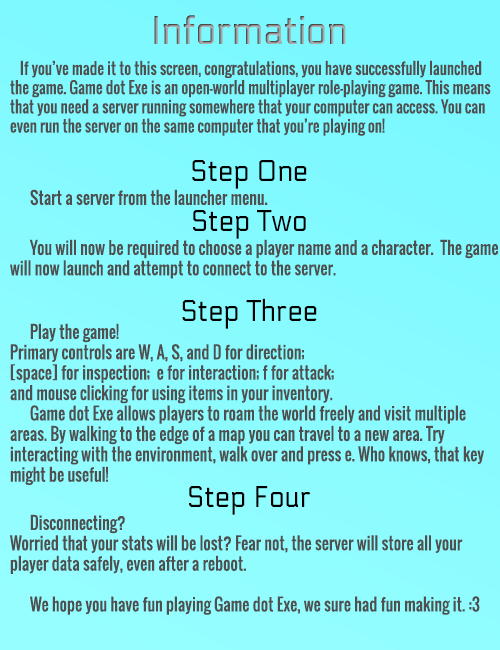 Information
If you've made it to this screen, congratulations, you have successfully launched
the game. Game dot Exe is an open-world multiplayer role-playing game. This means
that you need a server running somewhere that your computer can access. You can
even run the server on the same computer that you're playing on!
Step One
Start a server from the launcher menu.
Step Two
You will now be required to choose a player name and a character. The game
will now launch and attempt to connect to the server.
Step Three
Play the game!
Primary controls are W, A, S, and D for direction;
[space] for inspection; e for interaction; f for attack;
and mouse clicking for using items in your inventory.
Game dot Exe allows players to roam the world freely and visit multiple
areas. By walking to the edge of a map you can travel to a new area. Try
interacting with the environment, walk over and press e. Who knows, that key
might be useful!
Step Four
Disconnecting?
Worried that your stats will be lost? Fear not, the server will store all your
player data safely, even after a reboot.
We hope you have fun playing Game dot Exe, we sure had fun making it. :3